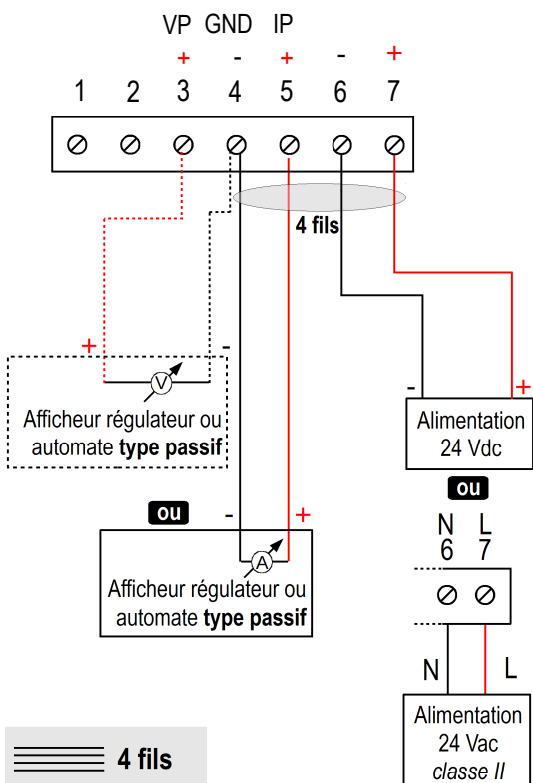 VP GND IP
+ - + - +
1 2 3 4 5 6 7
4 fils
+ -
V
Afficheur régulateur ou
automate type passif
ou
- +
A
Afficheur régulateur ou
automate type passif
- +
Alimentation
24 Vdc
ou
N L
6 7
N L
Alimentation
24 Vac
classe II
4 fils